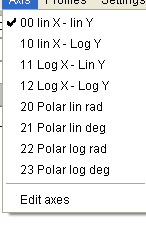 Axis Profiles Settings
00 lin X - lin Y
10 lin X - Log Y
11 Log X - Lin Y
12 Log X - Log Y
20 Polar lin rad
21 Polar lin deg
22 Polar log rad
23 Polar log deg
Edit axes